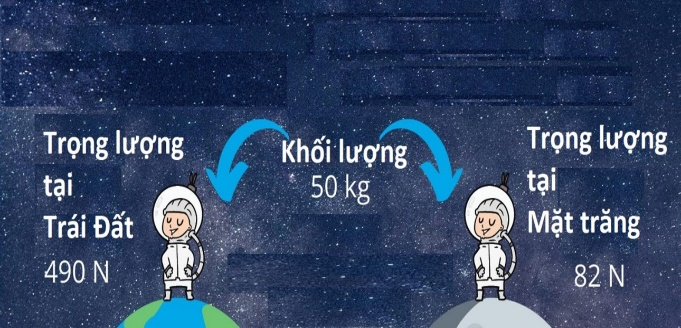 Trọng lượng
tại
Trái Đất
490 N
Khối lượng
50 kg
Trọng lượng
tại
Mặt trăng
82 N